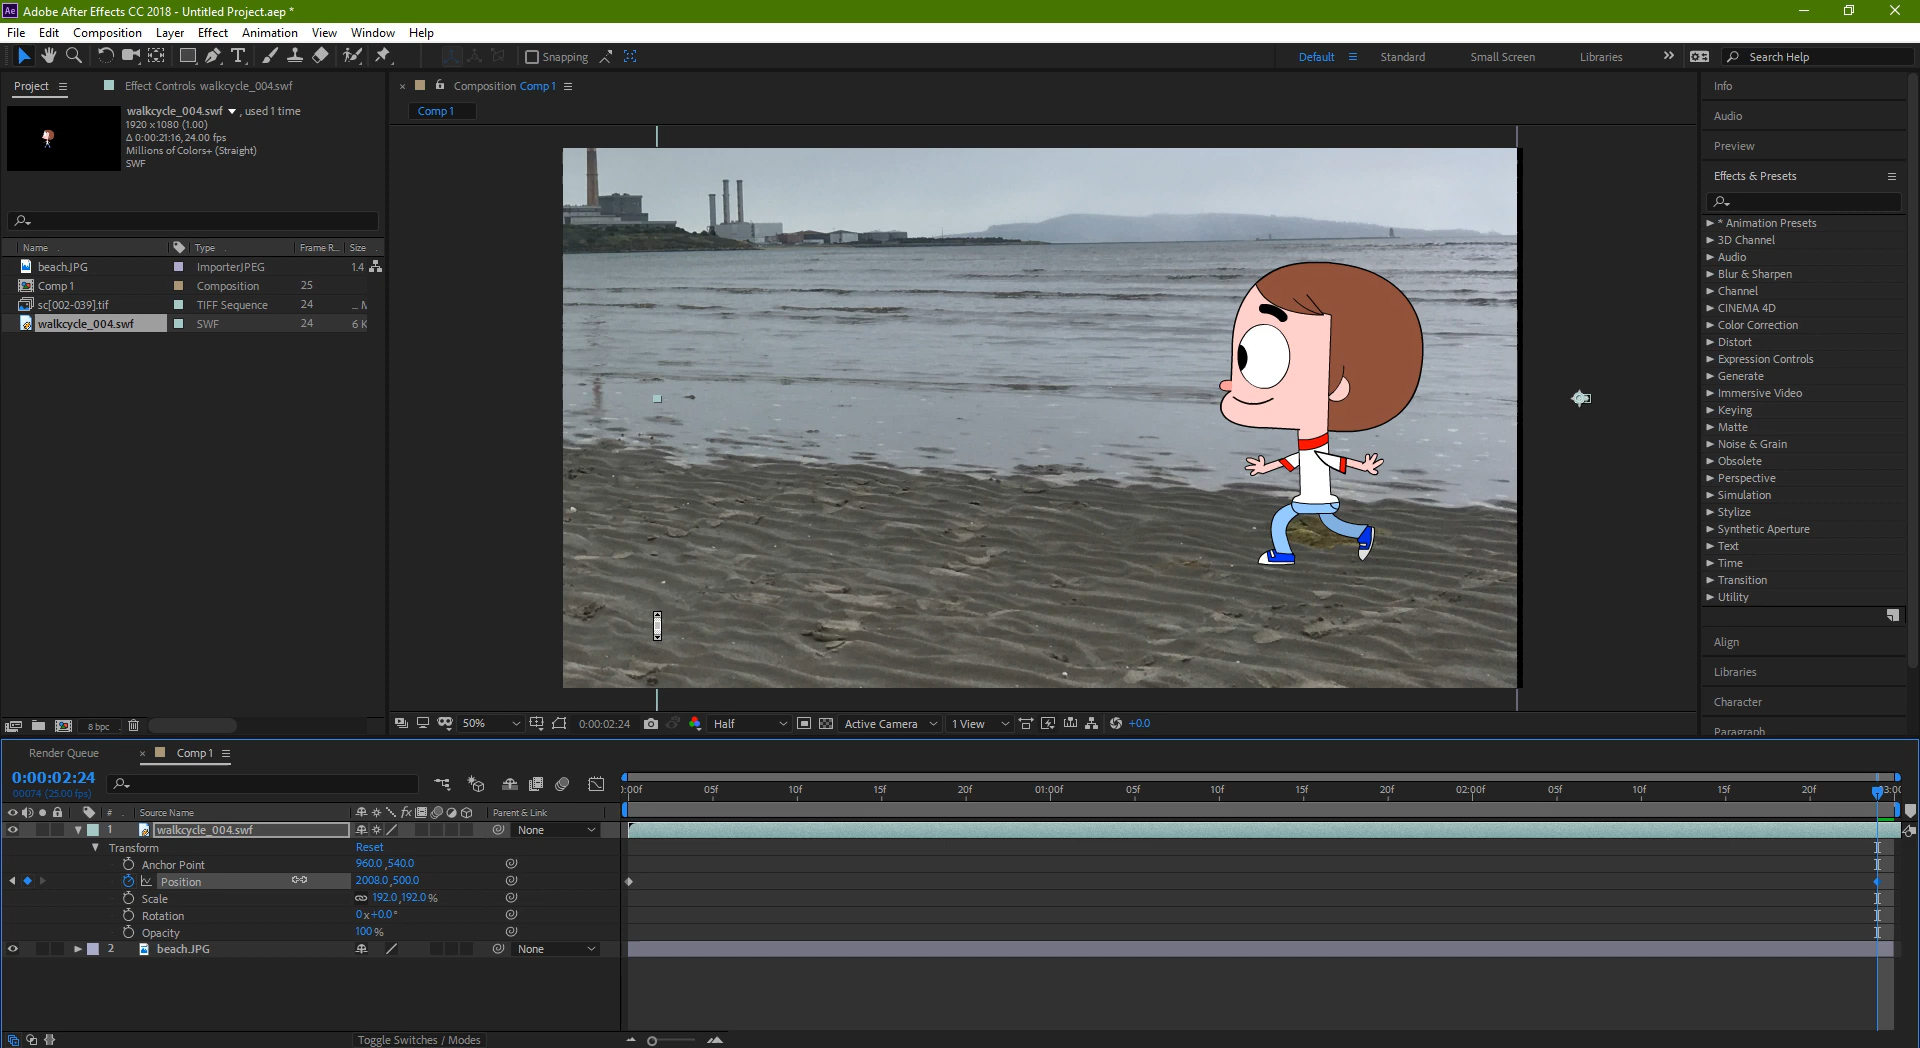 Ae Adobe After Effects CC 2018 - Untitled Project.aep *
File Edit Composition Layer Effect Animation View Window Help
Snapping Default Standard Small Screen Libraries Search Help
Project Effect Controls walkcycle_004.swf
walkcycle_004.swf , used 1 time
1920 x 1080 (1.00)
Δ 0:00:21:16, 24.00 fps
Millions of Colors+ (Straight)
SWF
Name Type Frame R... Size
beach.JPG ImporterJPEG 1.4
Comp 1 Composition 25
sc[002-039].tif TIFF Sequence 24 ... M
walkcycle_004.swf SWF 24 6 K
8 bpc
Composition Comp 1
Comp 1
50% 0:00:02:24 Half Active Camera 1 View +0.0
Info
Audio
Preview
Effects & Presets
* Animation Presets
3D Channel
Audio
Blur & Sharpen
Channel
CINEMA 4D
Color Correction
Distort
Expression Controls
Generate
Immersive Video
Keying
Matte
Noise & Grain
Obsolete
Perspective
Simulation
Stylize
Synthetic Aperture
Text
Time
Transition
Utility
Align
Libraries
Character
Paragraph
Render Queue Comp 1
0:00:02:24
00074 (25.00 fps)
):00f 05f 10f 15f 20f 01:00f 05f 10f 15f 20f 02:00f 05f 10f 15f 20f 03:00
# Source Name Parent & Link
1 walkcycle_004.swf None
Transform Reset
Anchor Point 960.0,540.0
Position 2008.0,500.0
Scale 192.0,192.0%
Rotation 0x+0.0°
Opacity 100%
2 beach.JPG None
Toggle Switches / Modes